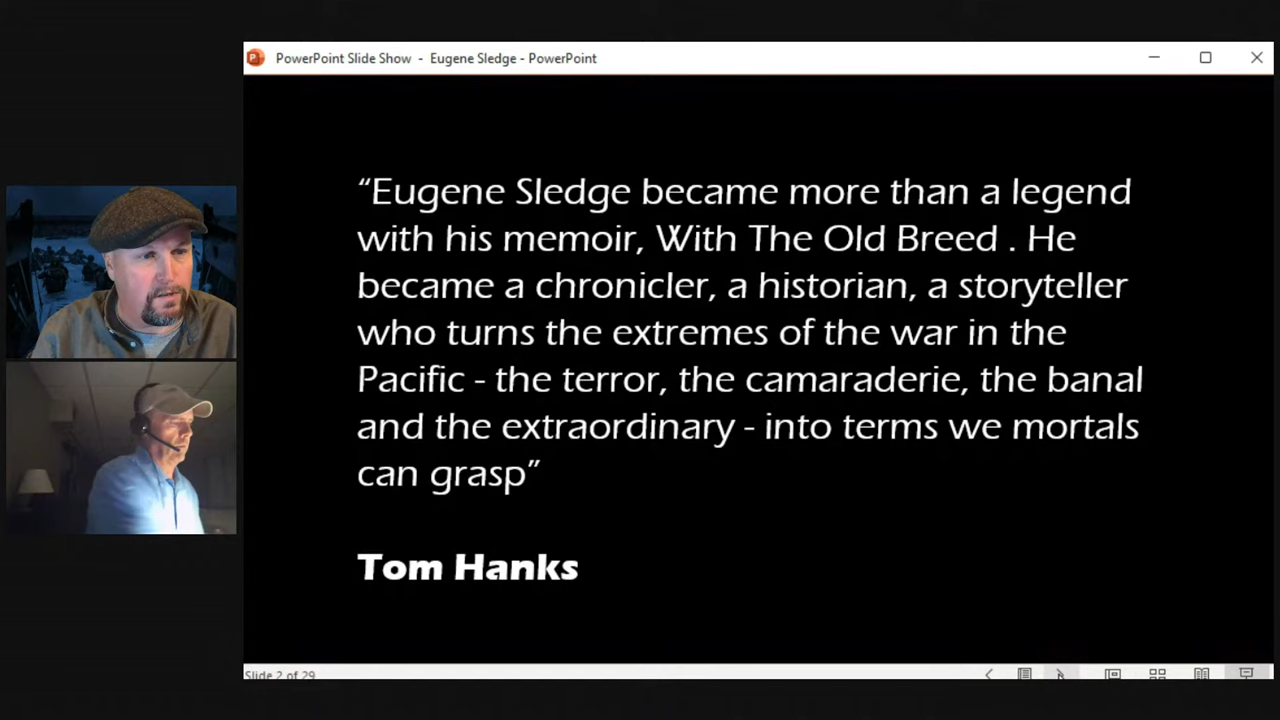 PowerPoint Slide Show - Eugene Sledge - PowerPoint
“Eugene Sledge became more than a legend
with his memoir, With The Old Breed . He
became a chronicler, a historian, a storyteller
who turns the extremes of the war in the
Pacific - the terror, the camaraderie, the banal
and the extraordinary - into terms we mortals
can grasp”
Tom Hanks
Slide 2 of 29